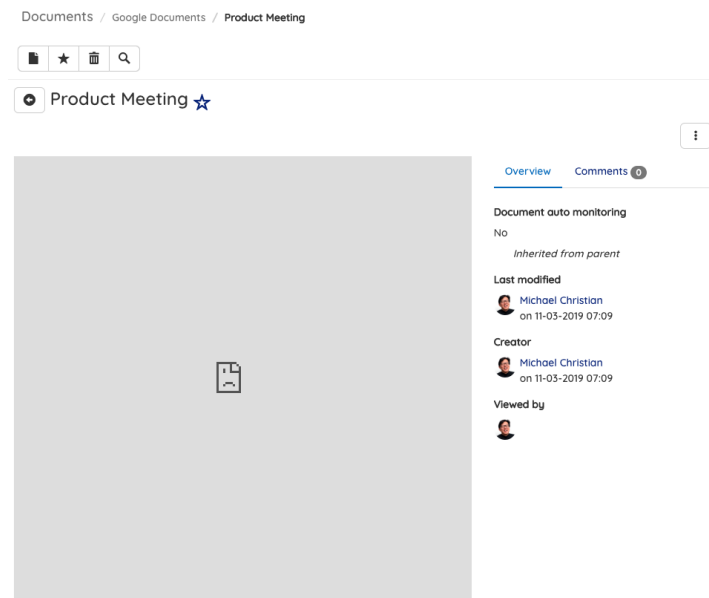 Documents / Google Documents / Product Meeting
Product Meeting
Overview Comments 0
Document auto monitoring
No
Inherited from parent
Last modified
Michael Christian
on 11-03-2019 07:09
Creator
Michael Christian
on 11-03-2019 07:09
Viewed by